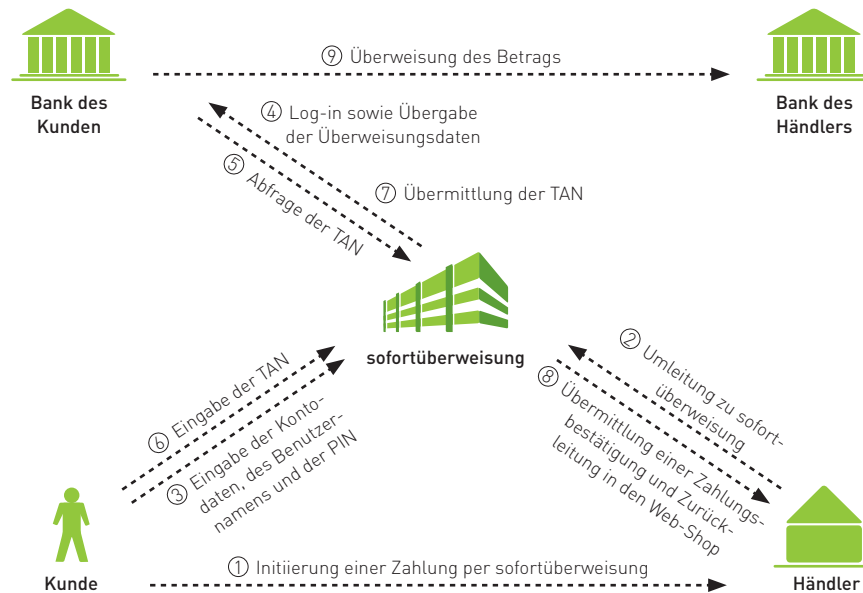 ⑨ Überweisung des Betrags
Bank des
Kunden
Bank des
Händlers
④ Log-in sowie Übergabe
der Überweisungsdaten
⑤ Abfrage der TAN
⑦ Übermittlung der TAN
sofortüberweisung
② Umleitung zu sofort-
überweisung
⑧ Übermittlung einer Zahlungs-
bestätigung und Zurück-
leitung in den Web-Shop
⑥ Eingabe der TAN
③ Eingabe der Konto-
daten, des Benutzer-
namens und der PIN
Kunde
① Initiierung einer Zahlung per sofortüberweisung
Händler